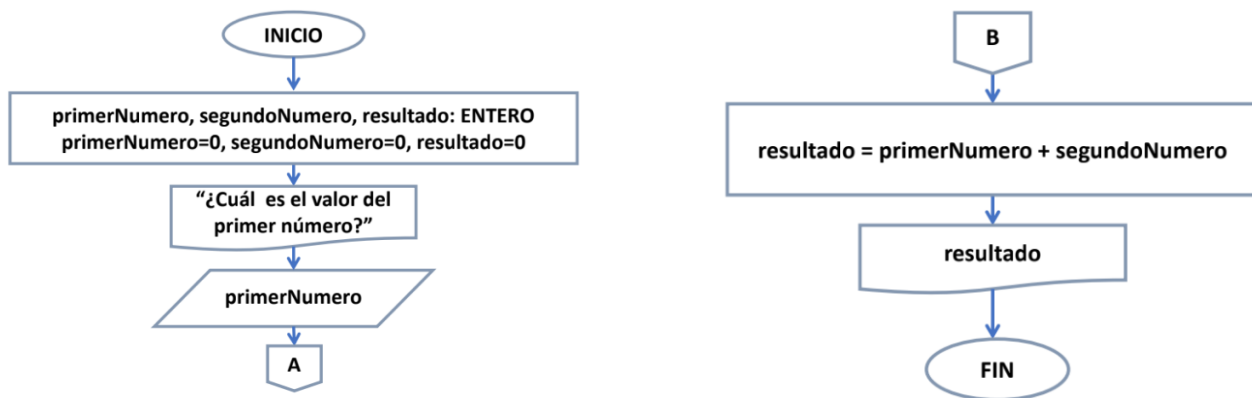 INICIO
primerNumero, segundoNumero, resultado: ENTERO
primerNumero=0, segundoNumero=0, resultado=0
“¿Cuál  es el valor del
primer número?”
primerNumero
A
B
resultado = primerNumero + segundoNumero
resultado
FIN